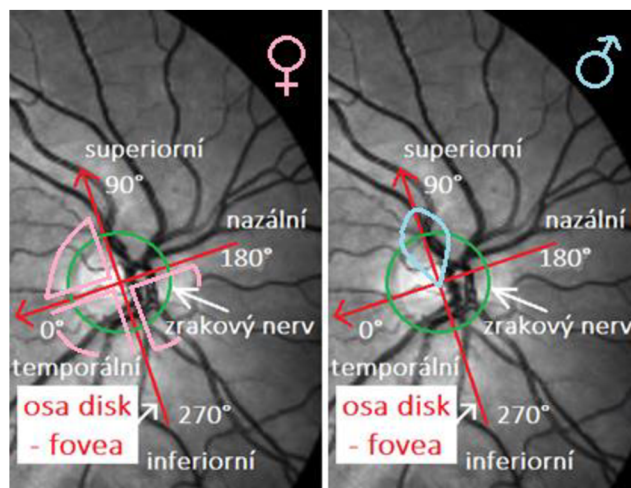 ♀
superiorní
90°
nazální
180°
0°
zrakový nerv
temporální
osa disk
- fovea
270°
inferiorní
♂
superiorní
90°
nazální
180°
0°
zrakový nerv
temporální
osa disk
- fovea
270°
inferiorní